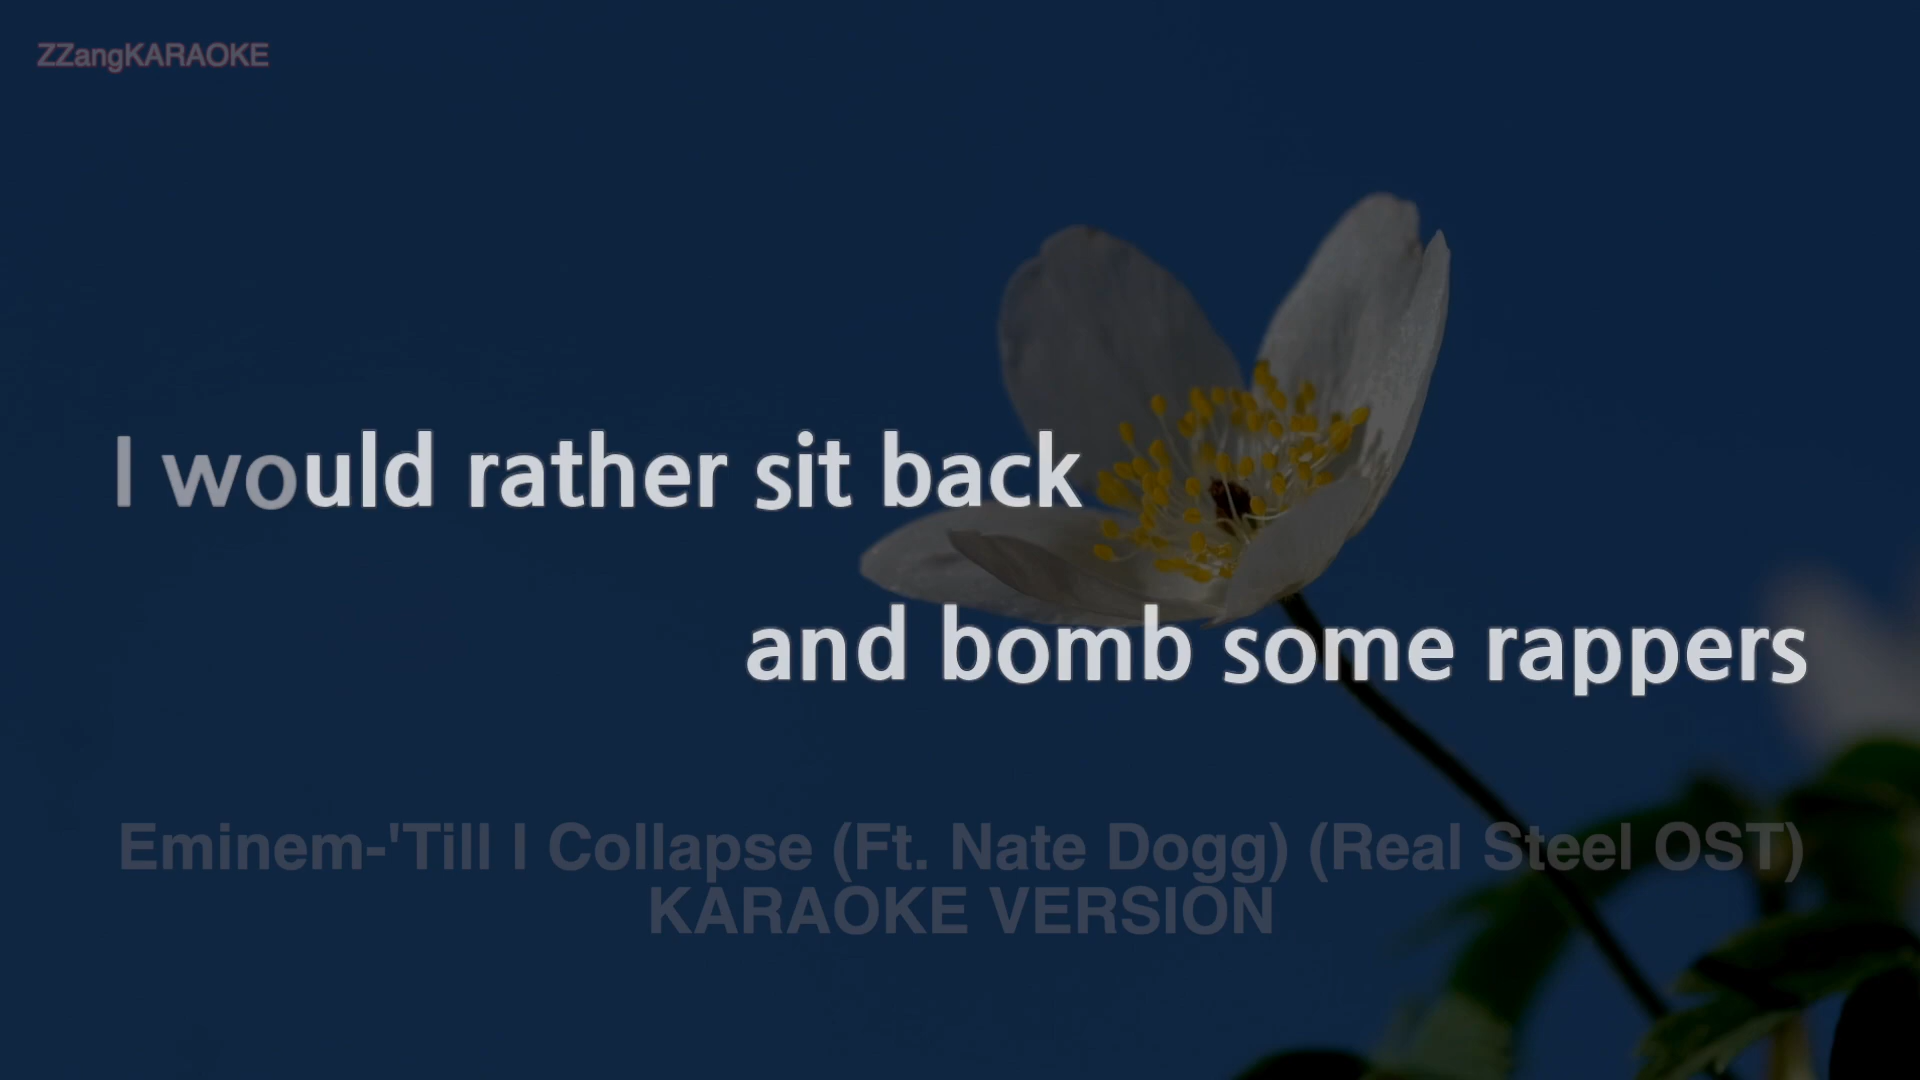 ZZangKARAOKE
I would rather sit back
and bomb some rappers
Eminem-'Till I Collapse (Ft. Nate Dogg) (Real Steel OST)
KARAOKE VERSION